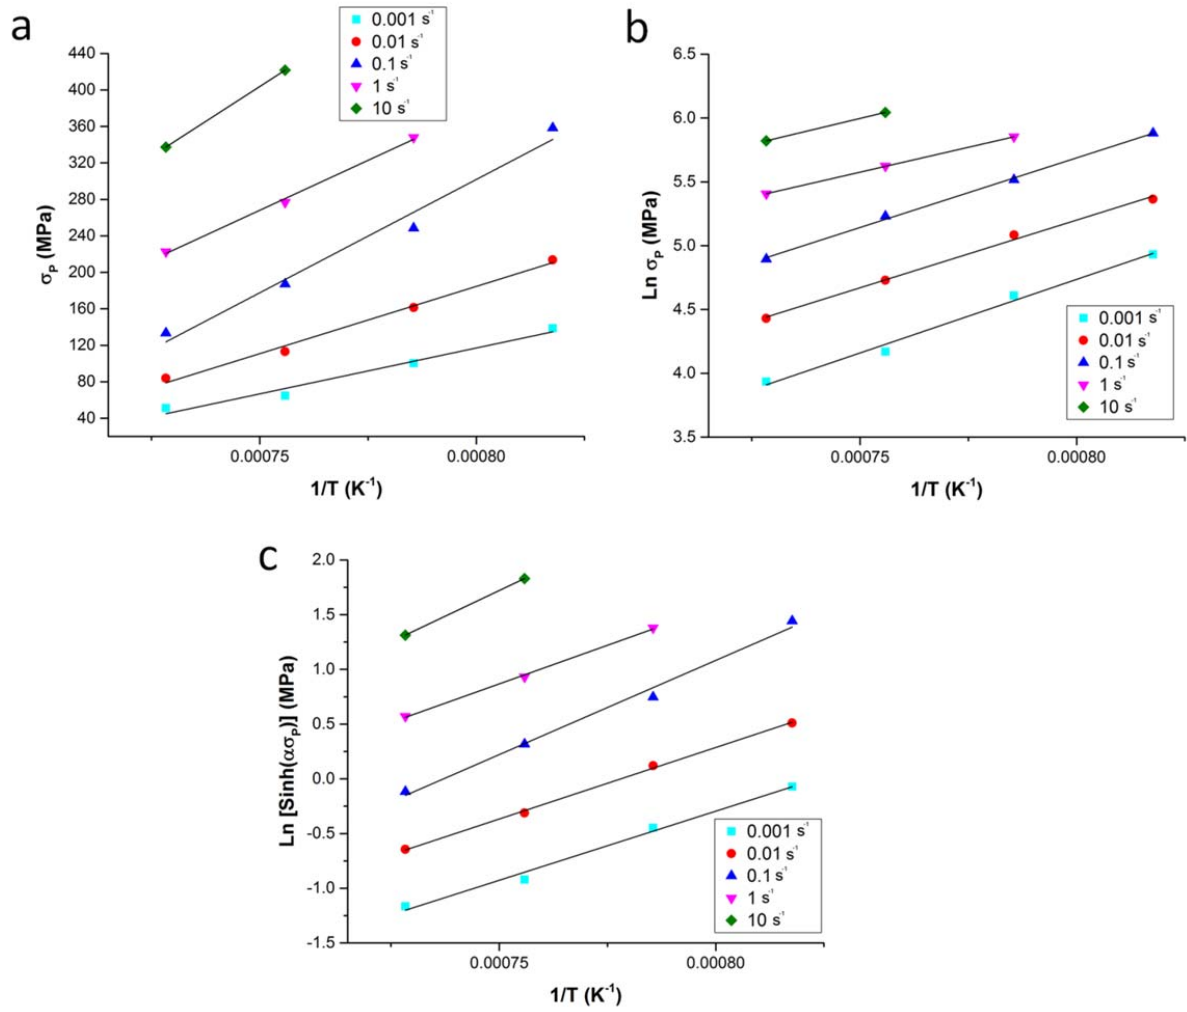 a
0.001 s⁻¹
0.01 s⁻¹
0.1 s⁻¹
1 s⁻¹
10 s⁻¹
440
400
360
320
280
240
200
160
120
80
40
σP (MPa)
0.00075
0.00080
1/T (K⁻¹)
b
6.5
6.0
5.5
5.0
4.5
4.0
3.5
Ln σP (MPa)
0.001 s⁻¹
0.01 s⁻¹
0.1 s⁻¹
1 s⁻¹
10 s⁻¹
0.00075
0.00080
1/T (K⁻¹)
c
2.0
1.5
1.0
0.5
0.0
-0.5
-1.0
-1.5
Ln [Sinh(ασP)] (MPa)
0.001 s⁻¹
0.01 s⁻¹
0.1 s⁻¹
1 s⁻¹
10 s⁻¹
0.00075
0.00080
1/T (K⁻¹)